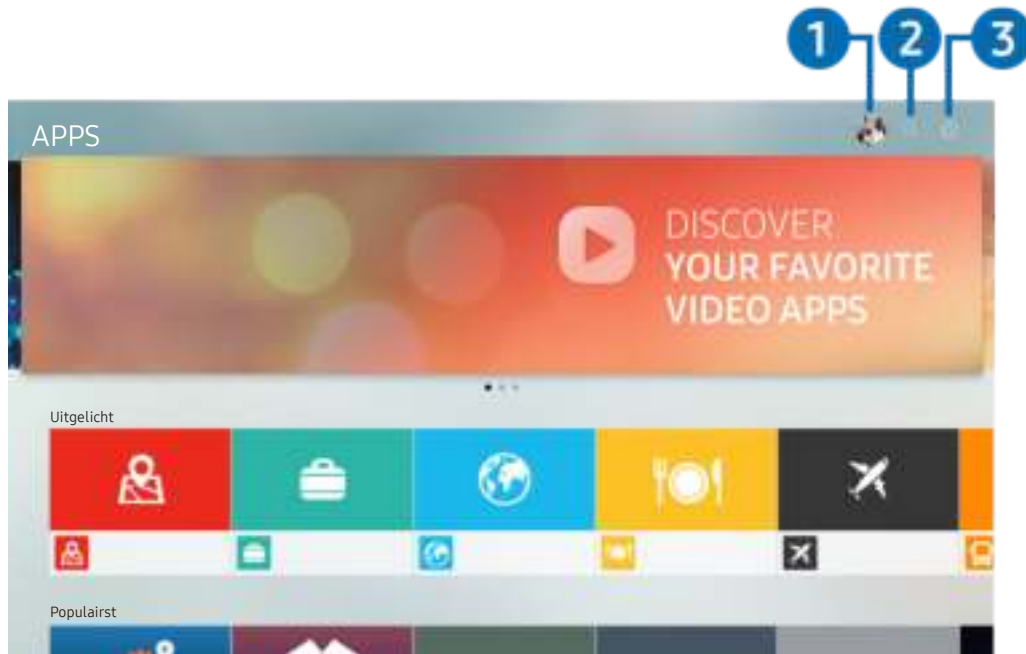 1 2 3
APPS
DISCOVER
YOUR FAVORITE
VIDEO APPS
Uitgelicht
Populairst